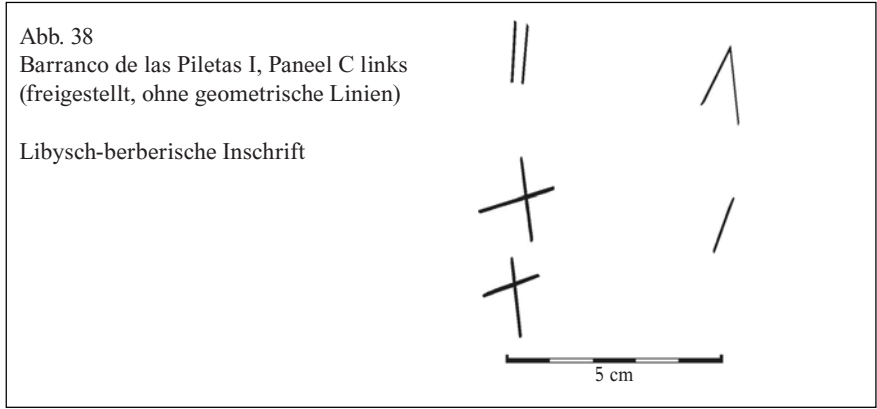 Abb. 38
Barranco de las Piletas I, Paneel C links
(freigestellt, ohne geometrische Linien)
Libysch-berberische Inschrift
5 cm